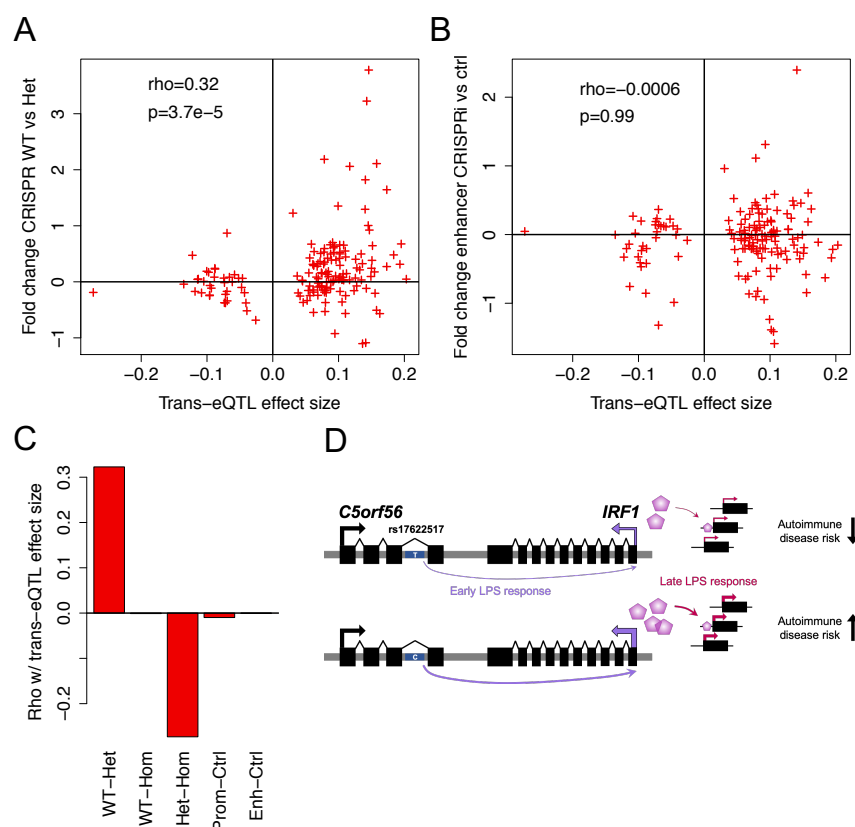 A
rho=0.32
p=3.7e−5
Fold change CRISPR WT vs Het
−1
0
1
2
3
−0.2
−0.1
0.0
0.1
0.2
Trans−eQTL effect size
B
rho=−0.0006
p=0.99
Fold change enhancer CRISPRi vs ctrl
−1
0
1
2
−0.2
−0.1
0.0
0.1
0.2
Trans−eQTL effect size
C
Rho w/ trans−eQTL effect size
−0.2
0.0
0.1
0.2
0.3
WT−Het
WT−Hom
Het−Hom
Prom−Ctrl
Enh−Ctrl
D
C5orf56
rs17622517
IRF1
T
Early LPS response
Autoimmune
disease risk
Late LPS response
C
Autoimmune
disease risk